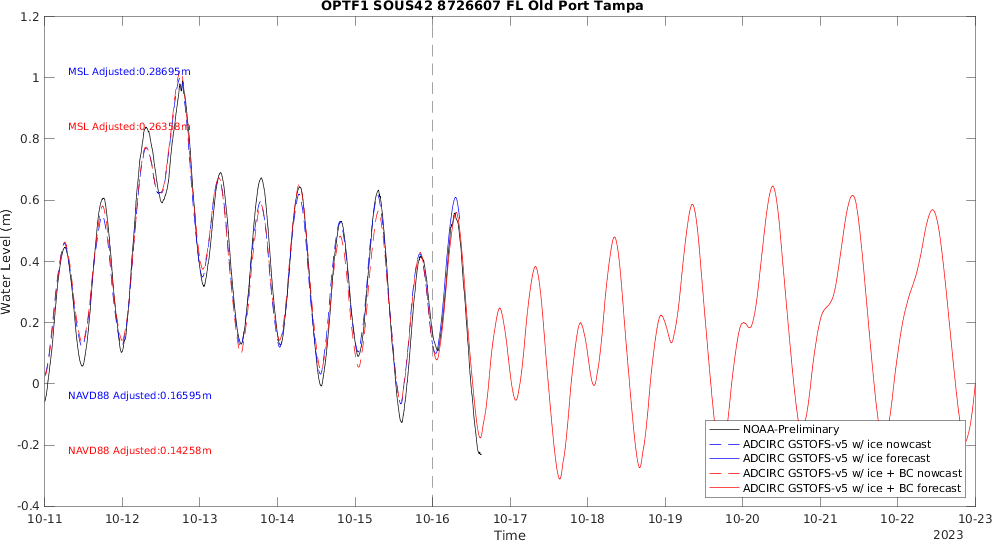 OPTF1 SOUS42 8726607 FL Old Port Tampa
1.2
1
0.8
0.6
0.4
0.2
0
-0.2
-0.4
Water Level (m)
MSL Adjusted:0.28695m
MSL Adjusted:0.26358m
NAVD88 Adjusted:0.16595m
NAVD88 Adjusted:0.14258m
NOAA-Preliminary
ADCIRC GSTOFS-v5 w/ ice nowcast
ADCIRC GSTOFS-v5 w/ ice forecast
ADCIRC GSTOFS-v5 w/ ice + BC nowcast
ADCIRC GSTOFS-v5 w/ ice + BC forecast
10-11 10-12 10-13 10-14 10-15 10-16 10-17 10-18 10-19 10-20 10-21 10-22 10-23
Time
2023